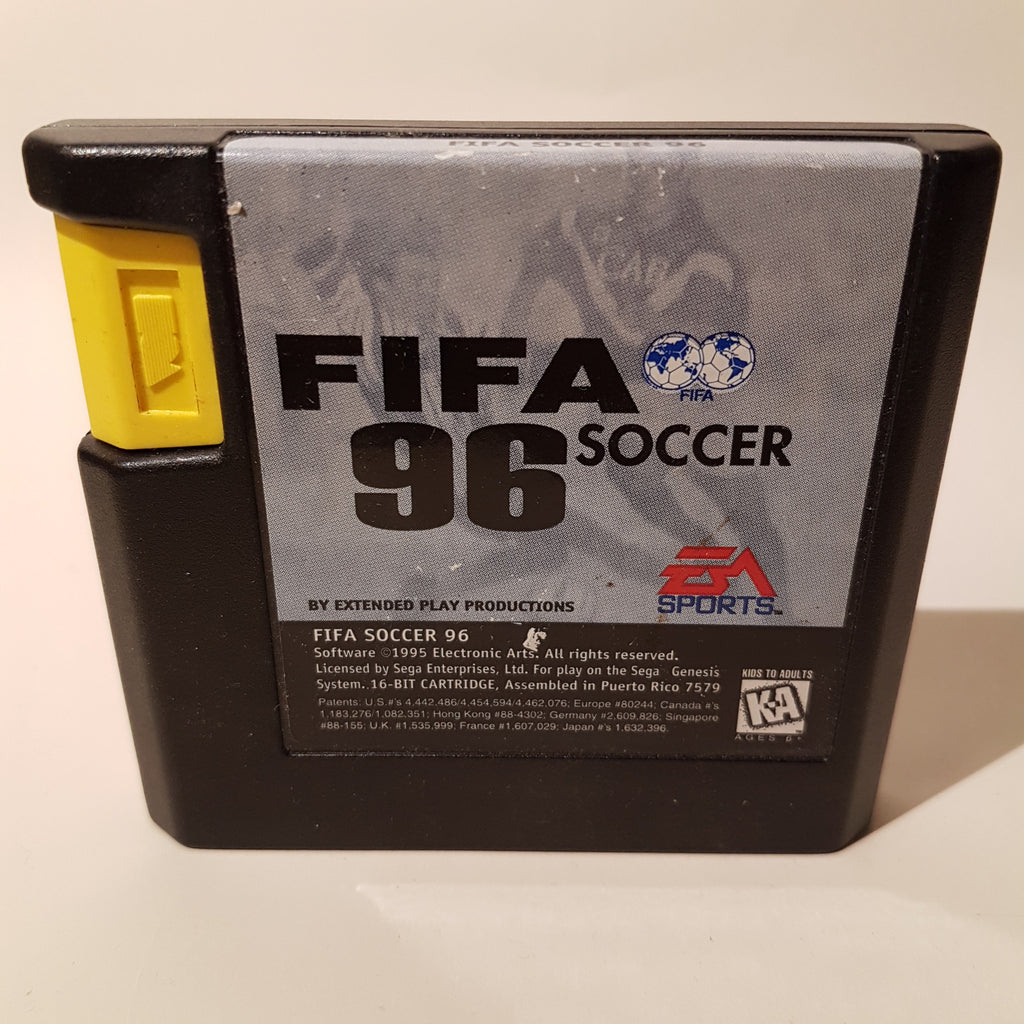 FIFA SOCCER 96
CAR
FIFA
FIFA
96 SOCCER
EA
SPORTS™
BY EXTENDED PLAY PRODUCTIONS
FIFA SOCCER 96
Software ©1995 Electronic Arts. All rights reserved.
Licensed by Sega Enterprises, Ltd. For play on the Sega Genesis
System. 16-BIT CARTRIDGE, Assembled in Puerto Rico 7579
Patents: U.S.#'s 4,442,486/4,454,594/4,462,076; Europe #80244; Canada #'s
1,183,276/1,082,351; Hong Kong #88-4302; Germany #2,609,826; Singapore
#88-155; U.K. #1,535,999; France #1,607,029; Japan #'s 1,632,396.
KIDS TO ADULTS
K-A
AGES 6+